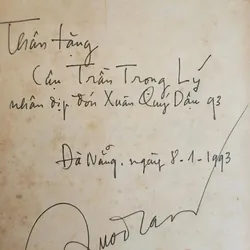 Thân tặng
Cậu Trần Trọng Lý
nhân dịp đón Xuân Quý Dậu 93
Đà Nẵng, ngày 8-1-1993